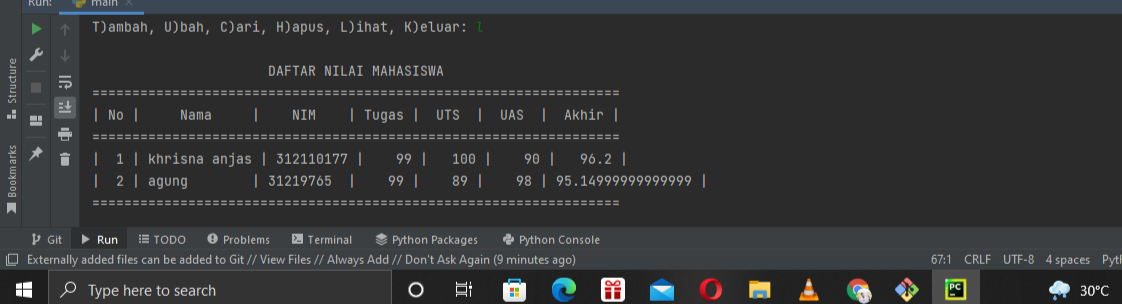 Run: main ×
T)ambah, U)bah, C)ari, H)apus, L)ihat, K)eluar: l
DAFTAR NILAI MAHASISWA
==================================================================
| No | Nama | NIM | Tugas | UTS | UAS | Akhir |
==================================================================
| 1 | khrisna anjas | 312110177 | 99 | 100 | 90 | 96.2 |
| 2 | agung | 31219765 | 99 | 89 | 98 | 95.14999999999999 |
==================================================================
Structure
Bookmarks
Git Run TODO Problems Terminal Python Packages Python Console
Externally added files can be added to Git // View Files // Always Add // Don't Ask Again (9 minutes ago) 67:1 CRLF UTF-8 4 spaces Pyth
Type here to search PC 30°C